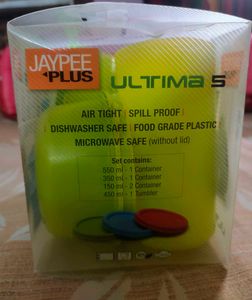 JAYPEE
PLUS
ULTIMA 5
AIR TIGHT | SPILL PROOF |
| DISHWASHER SAFE | FOOD GRADE PLASTIC |
MICROWAVE SAFE (without lid)
Set contains:
550 ml - 1 Container
350 ml - 1 Container
150 ml - 2 Container
450 ml - 1 Tumbler